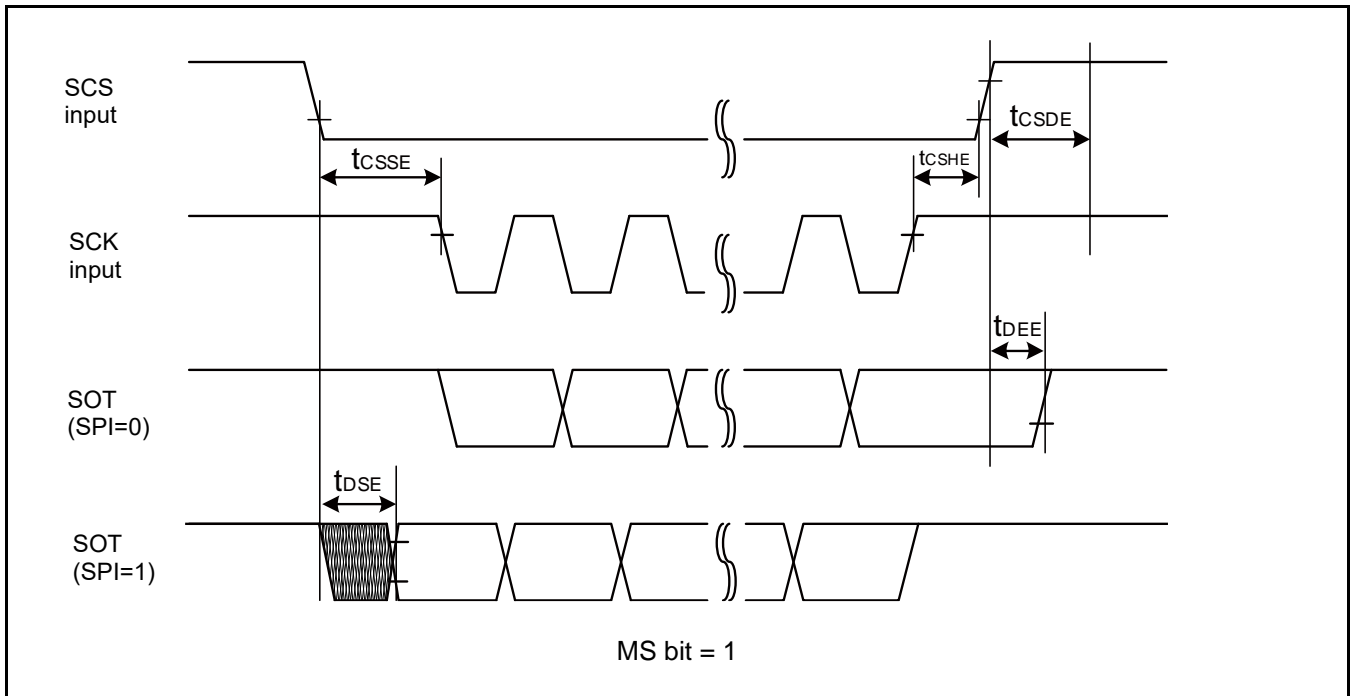 SCS
input
tCSDE
tCSSE
tCSHE
SCK
input
tDEE
SOT
(SPI=0)
tDSE
SOT
(SPI=1)
MS bit = 1